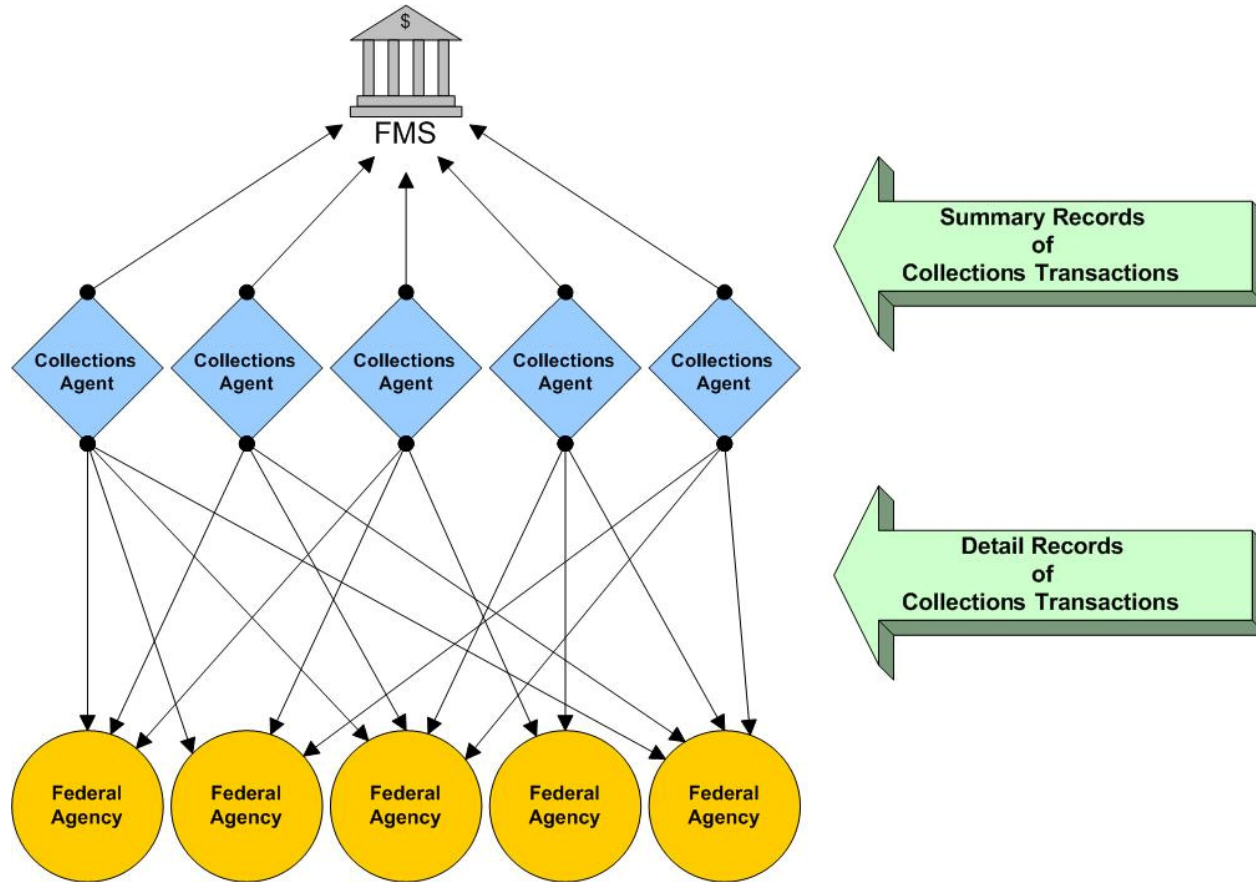 $
FMS
Summary Records
of
Collections Transactions
Collections
Agent
Collections
Agent
Collections
Agent
Collections
Agent
Collections
Agent
Detail Records
of
Collections Transactions
Federal
Agency
Federal
Agency
Federal
Agency
Federal
Agency
Federal
Agency